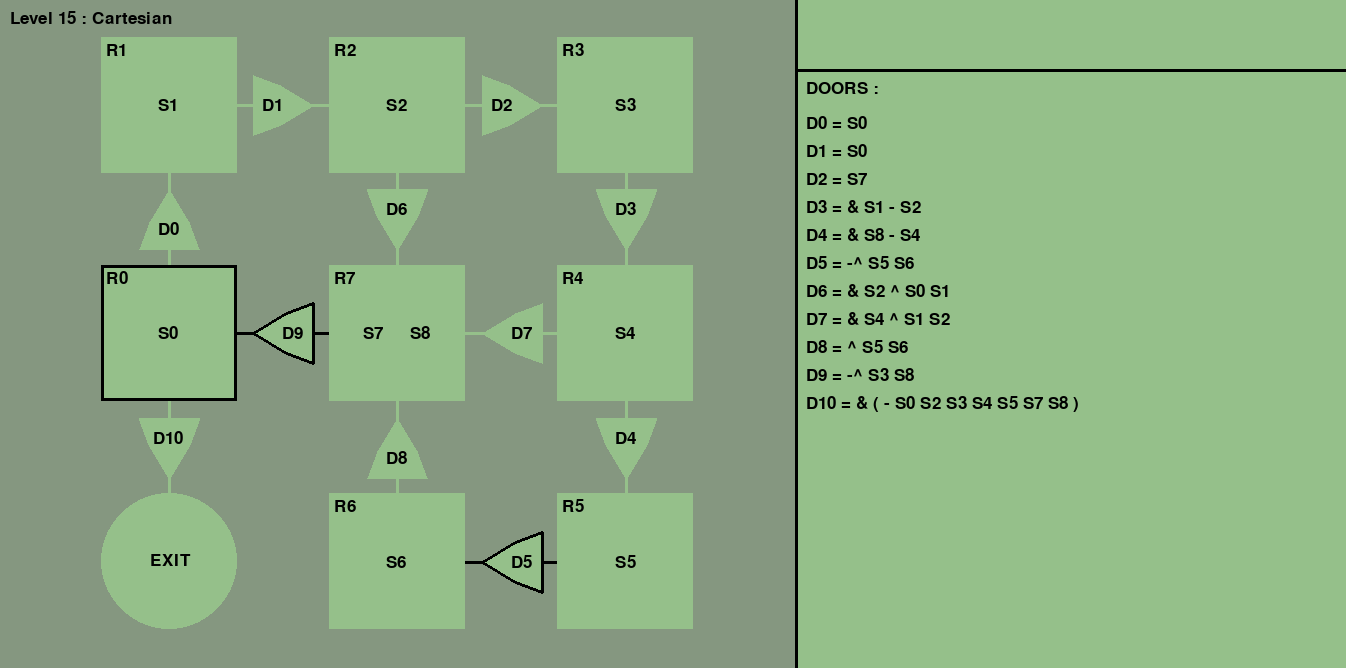 Level 15 : Cartesian
R1
R2
R3
S1
D1
S2
D2
S3
D0
D6
D3
R0
R7
R4
S0
D9
S7 S8
D7
S4
D10
D8
D4
R6
R5
EXIT
S6
D5
S5
DOORS :
D0 = S0
D1 = S0
D2 = S7
D3 = & S1 - S2
D4 = & S8 - S4
D5 = -^ S5 S6
D6 = & S2 ^ S0 S1
D7 = & S4 ^ S1 S2
D8 = ^ S5 S6
D9 = -^ S3 S8
D10 = & ( - S0 S2 S3 S4 S5 S7 S8 )